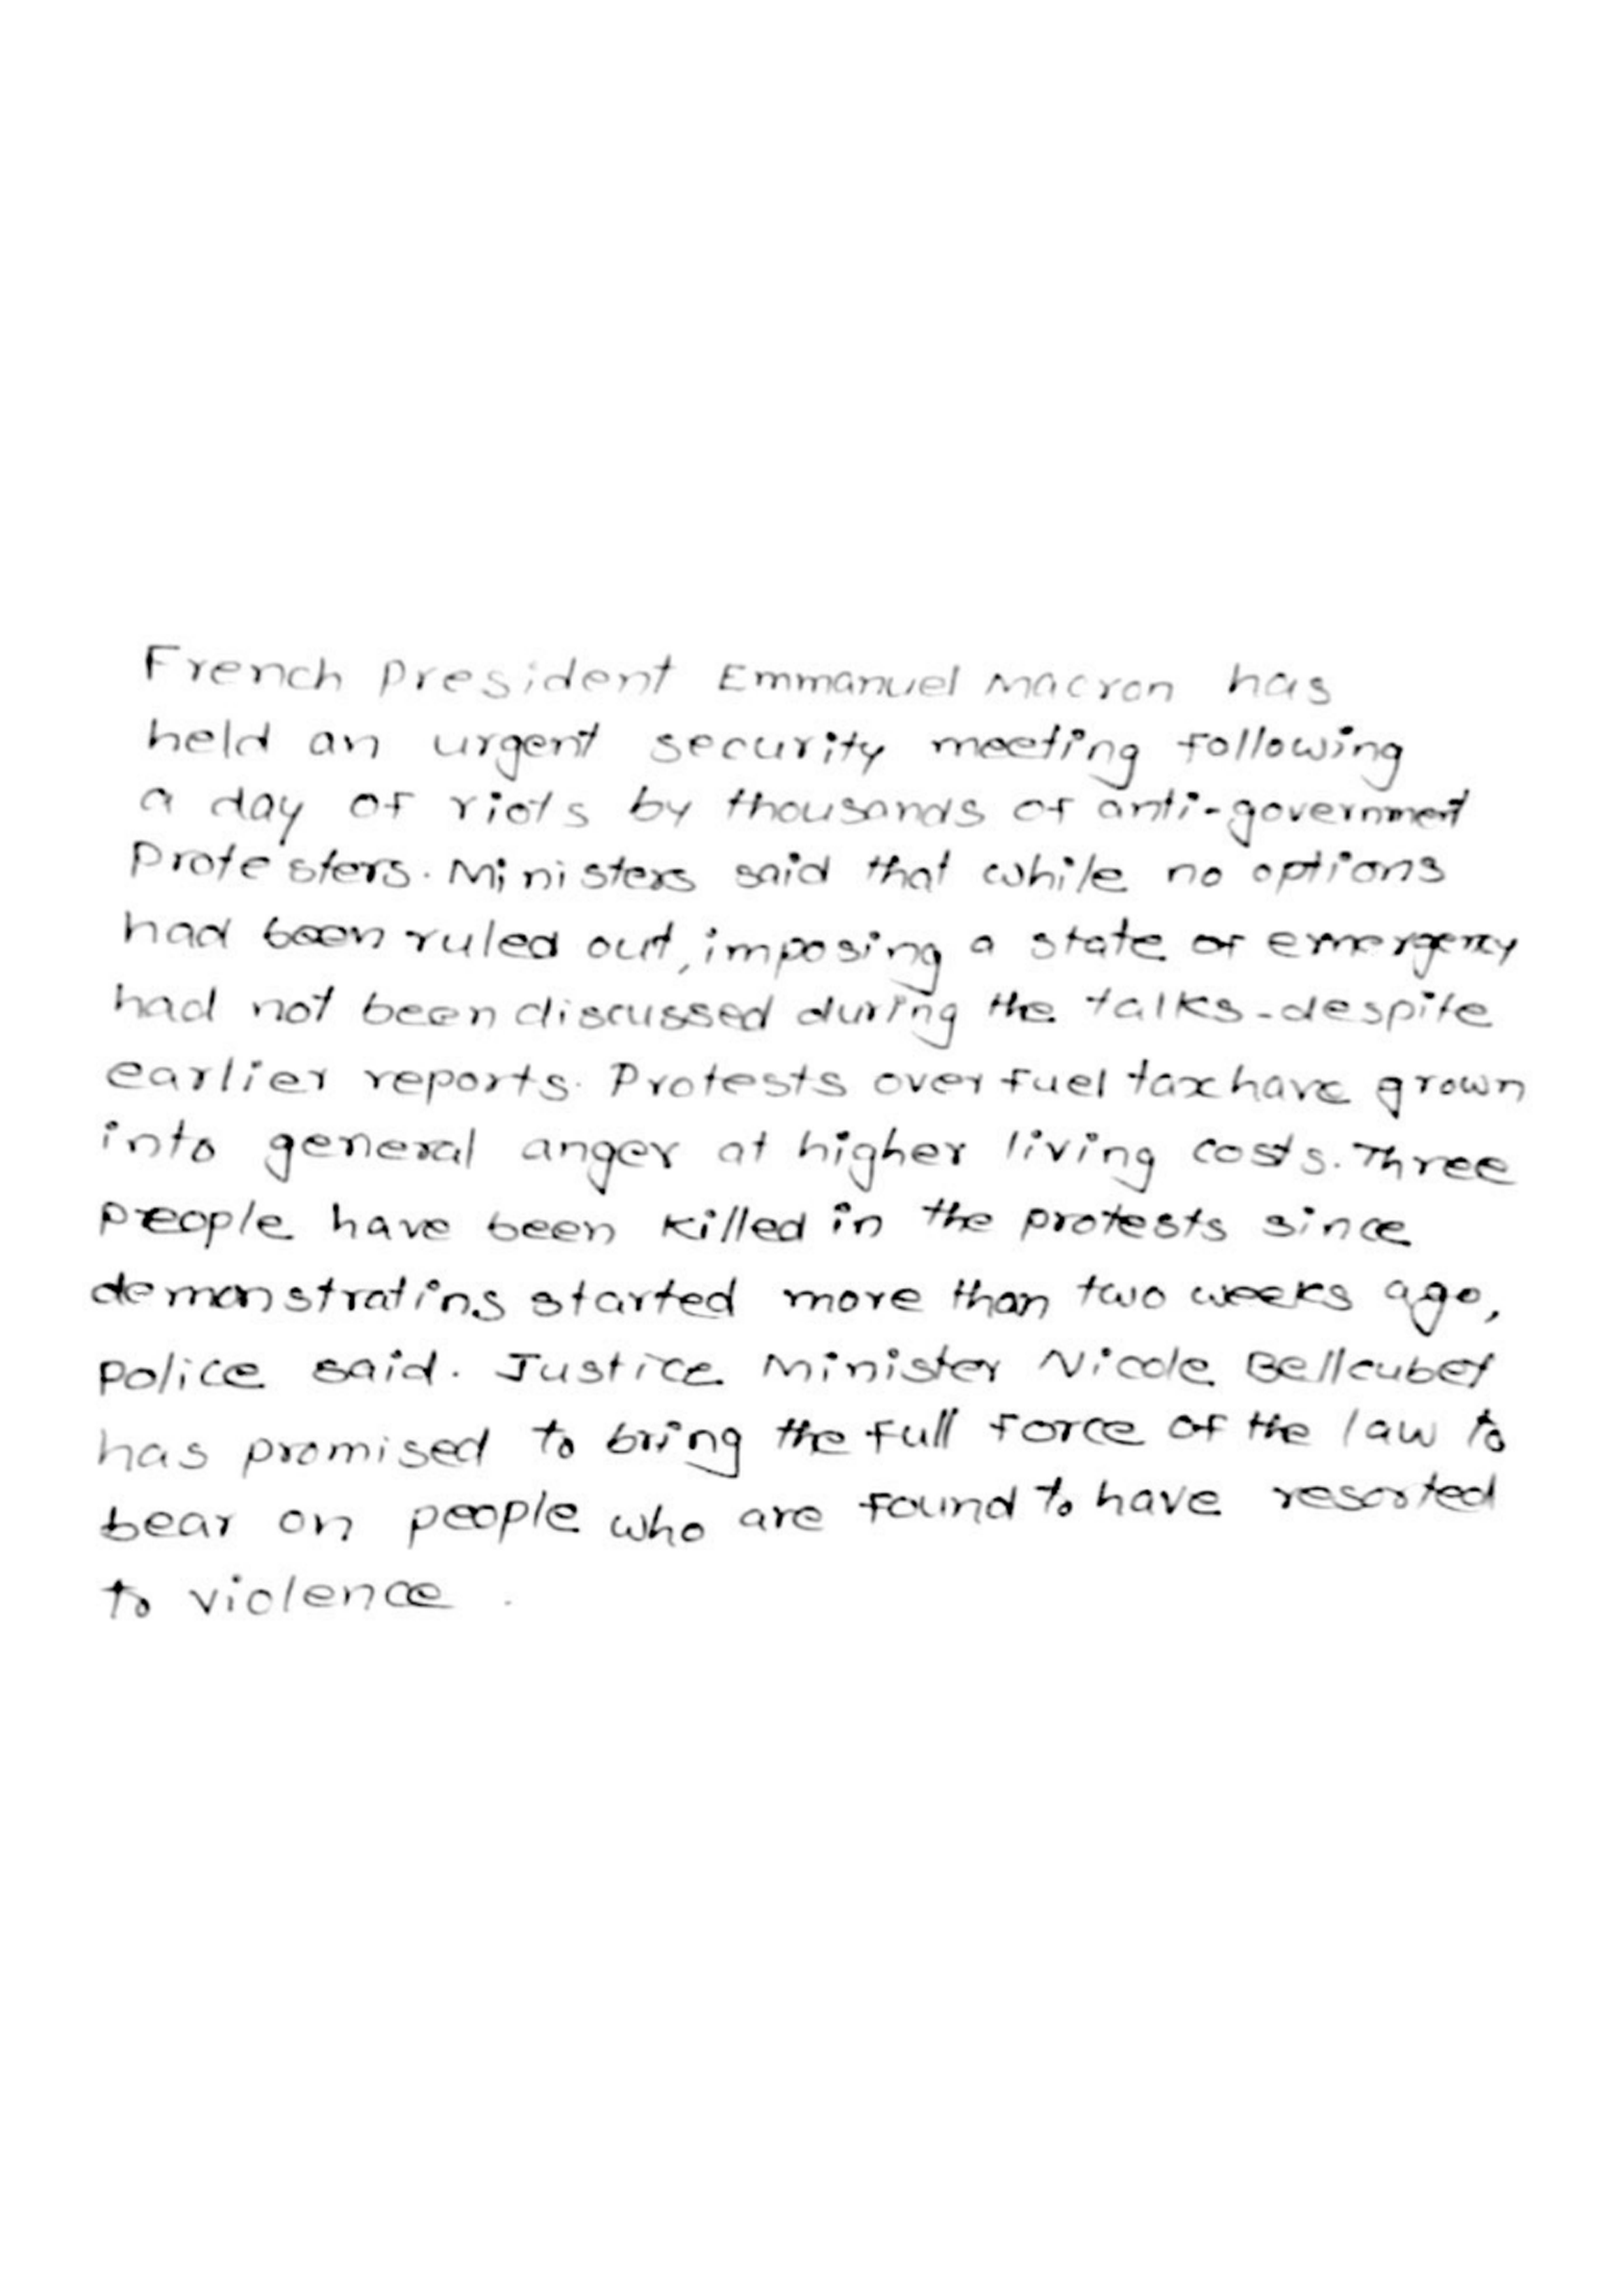 French President Emmanuel Macron has
held an urgent security meeting following
a day of riots by thousands of anti-government
Protesters. Ministers said that while no options
had been ruled out, imposing a state of emergency
had not been discussed during the talks - despite
earlier reports. Protests over fuel tax have grown
into general anger at higher living costs. Three
people have been killed in the protests since
demonstratins started more than two weeks ago,
police said. Justice Minister Nicole Bellcubet
has promised to bring the full force of the law to
bear on people who are found to have resorted
to violence .